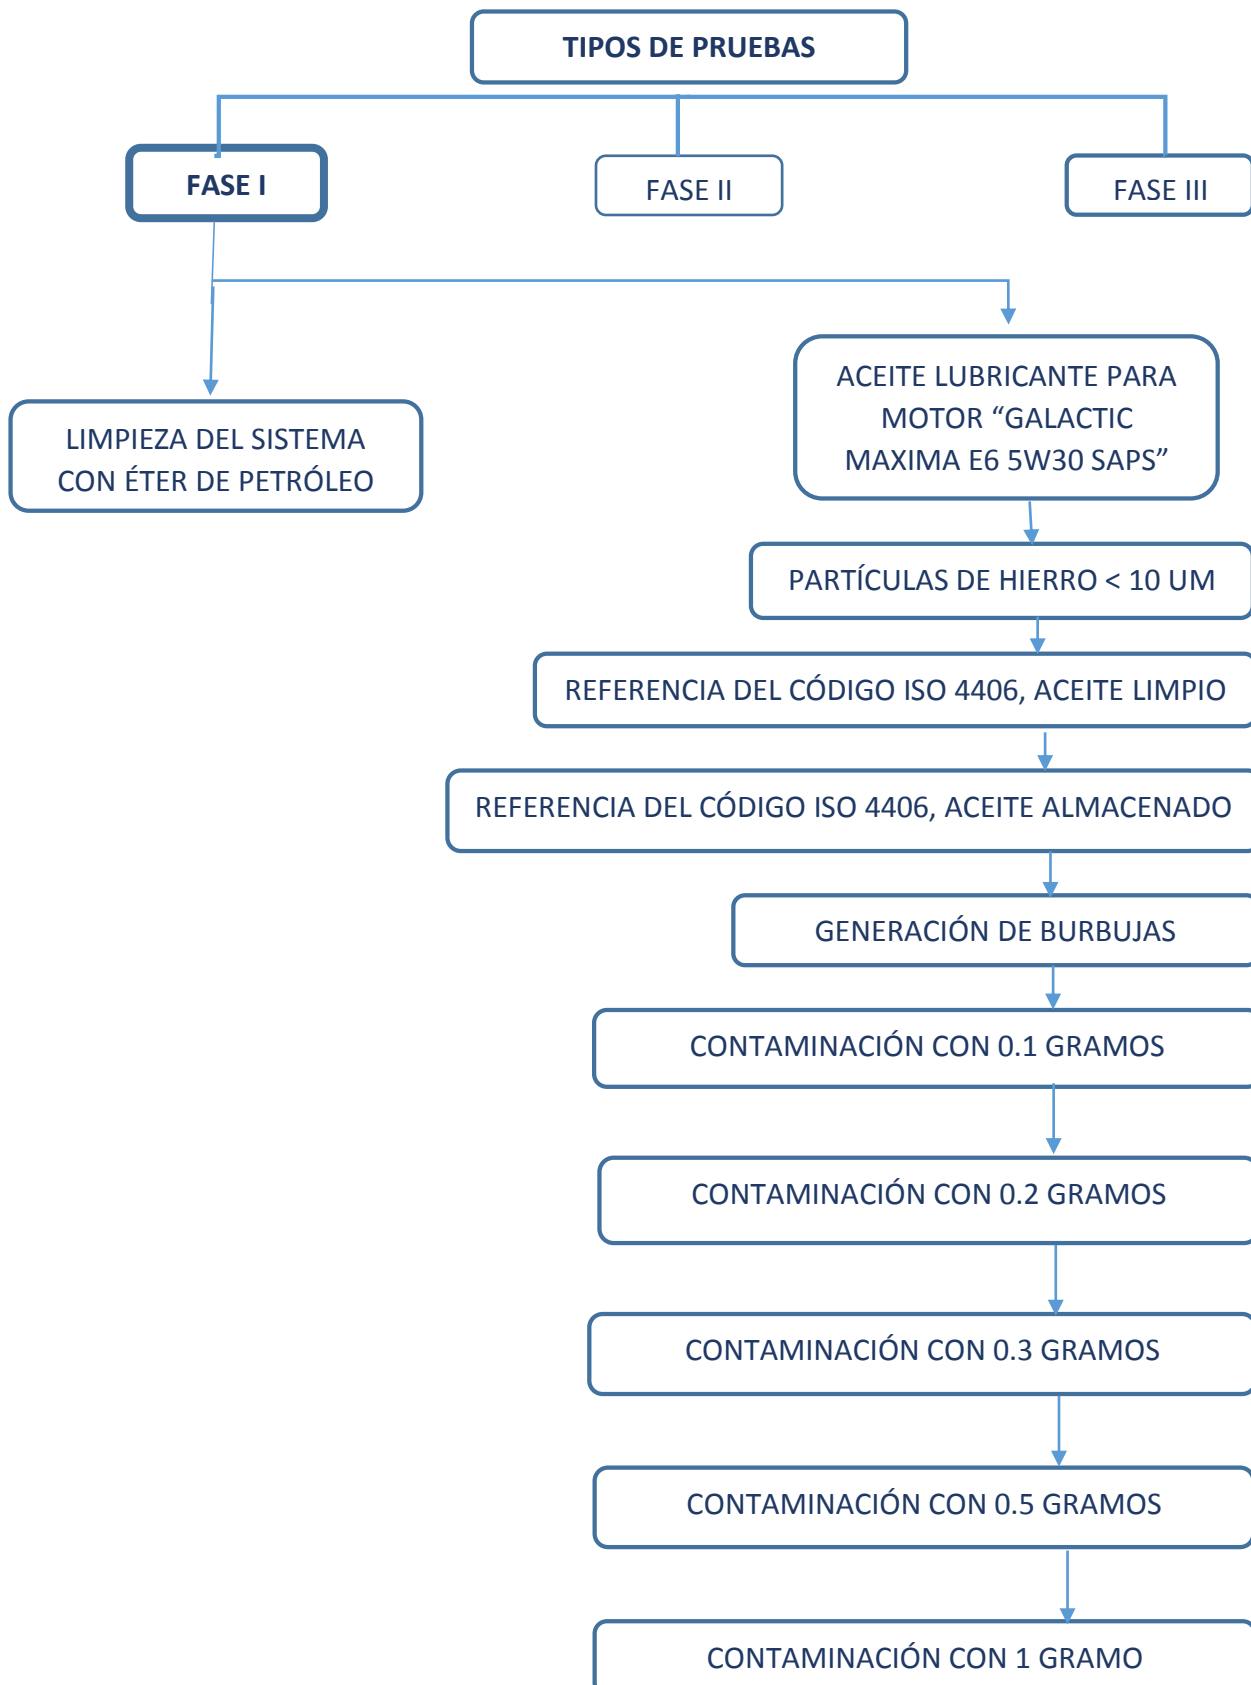 TIPOS DE PRUEBAS
FASE I
FASE II
FASE III
LIMPIEZA DEL SISTEMA
CON ÉTER DE PETRÓLEO
ACEITE LUBRICANTE PARA
MOTOR “GALACTIC
MAXIMA E6 5W30 SAPS”
PARTÍCULAS DE HIERRO < 10 UM
REFERENCIA DEL CÓDIGO ISO 4406, ACEITE LIMPIO
REFERENCIA DEL CÓDIGO ISO 4406, ACEITE ALMACENADO
GENERACIÓN DE BURBUJAS
CONTAMINACIÓN CON 0.1 GRAMOS
CONTAMINACIÓN CON 0.2 GRAMOS
CONTAMINACIÓN CON 0.3 GRAMOS
CONTAMINACIÓN CON 0.5 GRAMOS
CONTAMINACIÓN CON 1 GRAMO